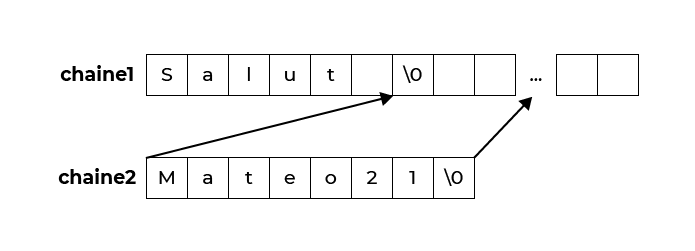 chaine1 S a l u t \0 ...
chaine2 M a t e o 2 1 \0